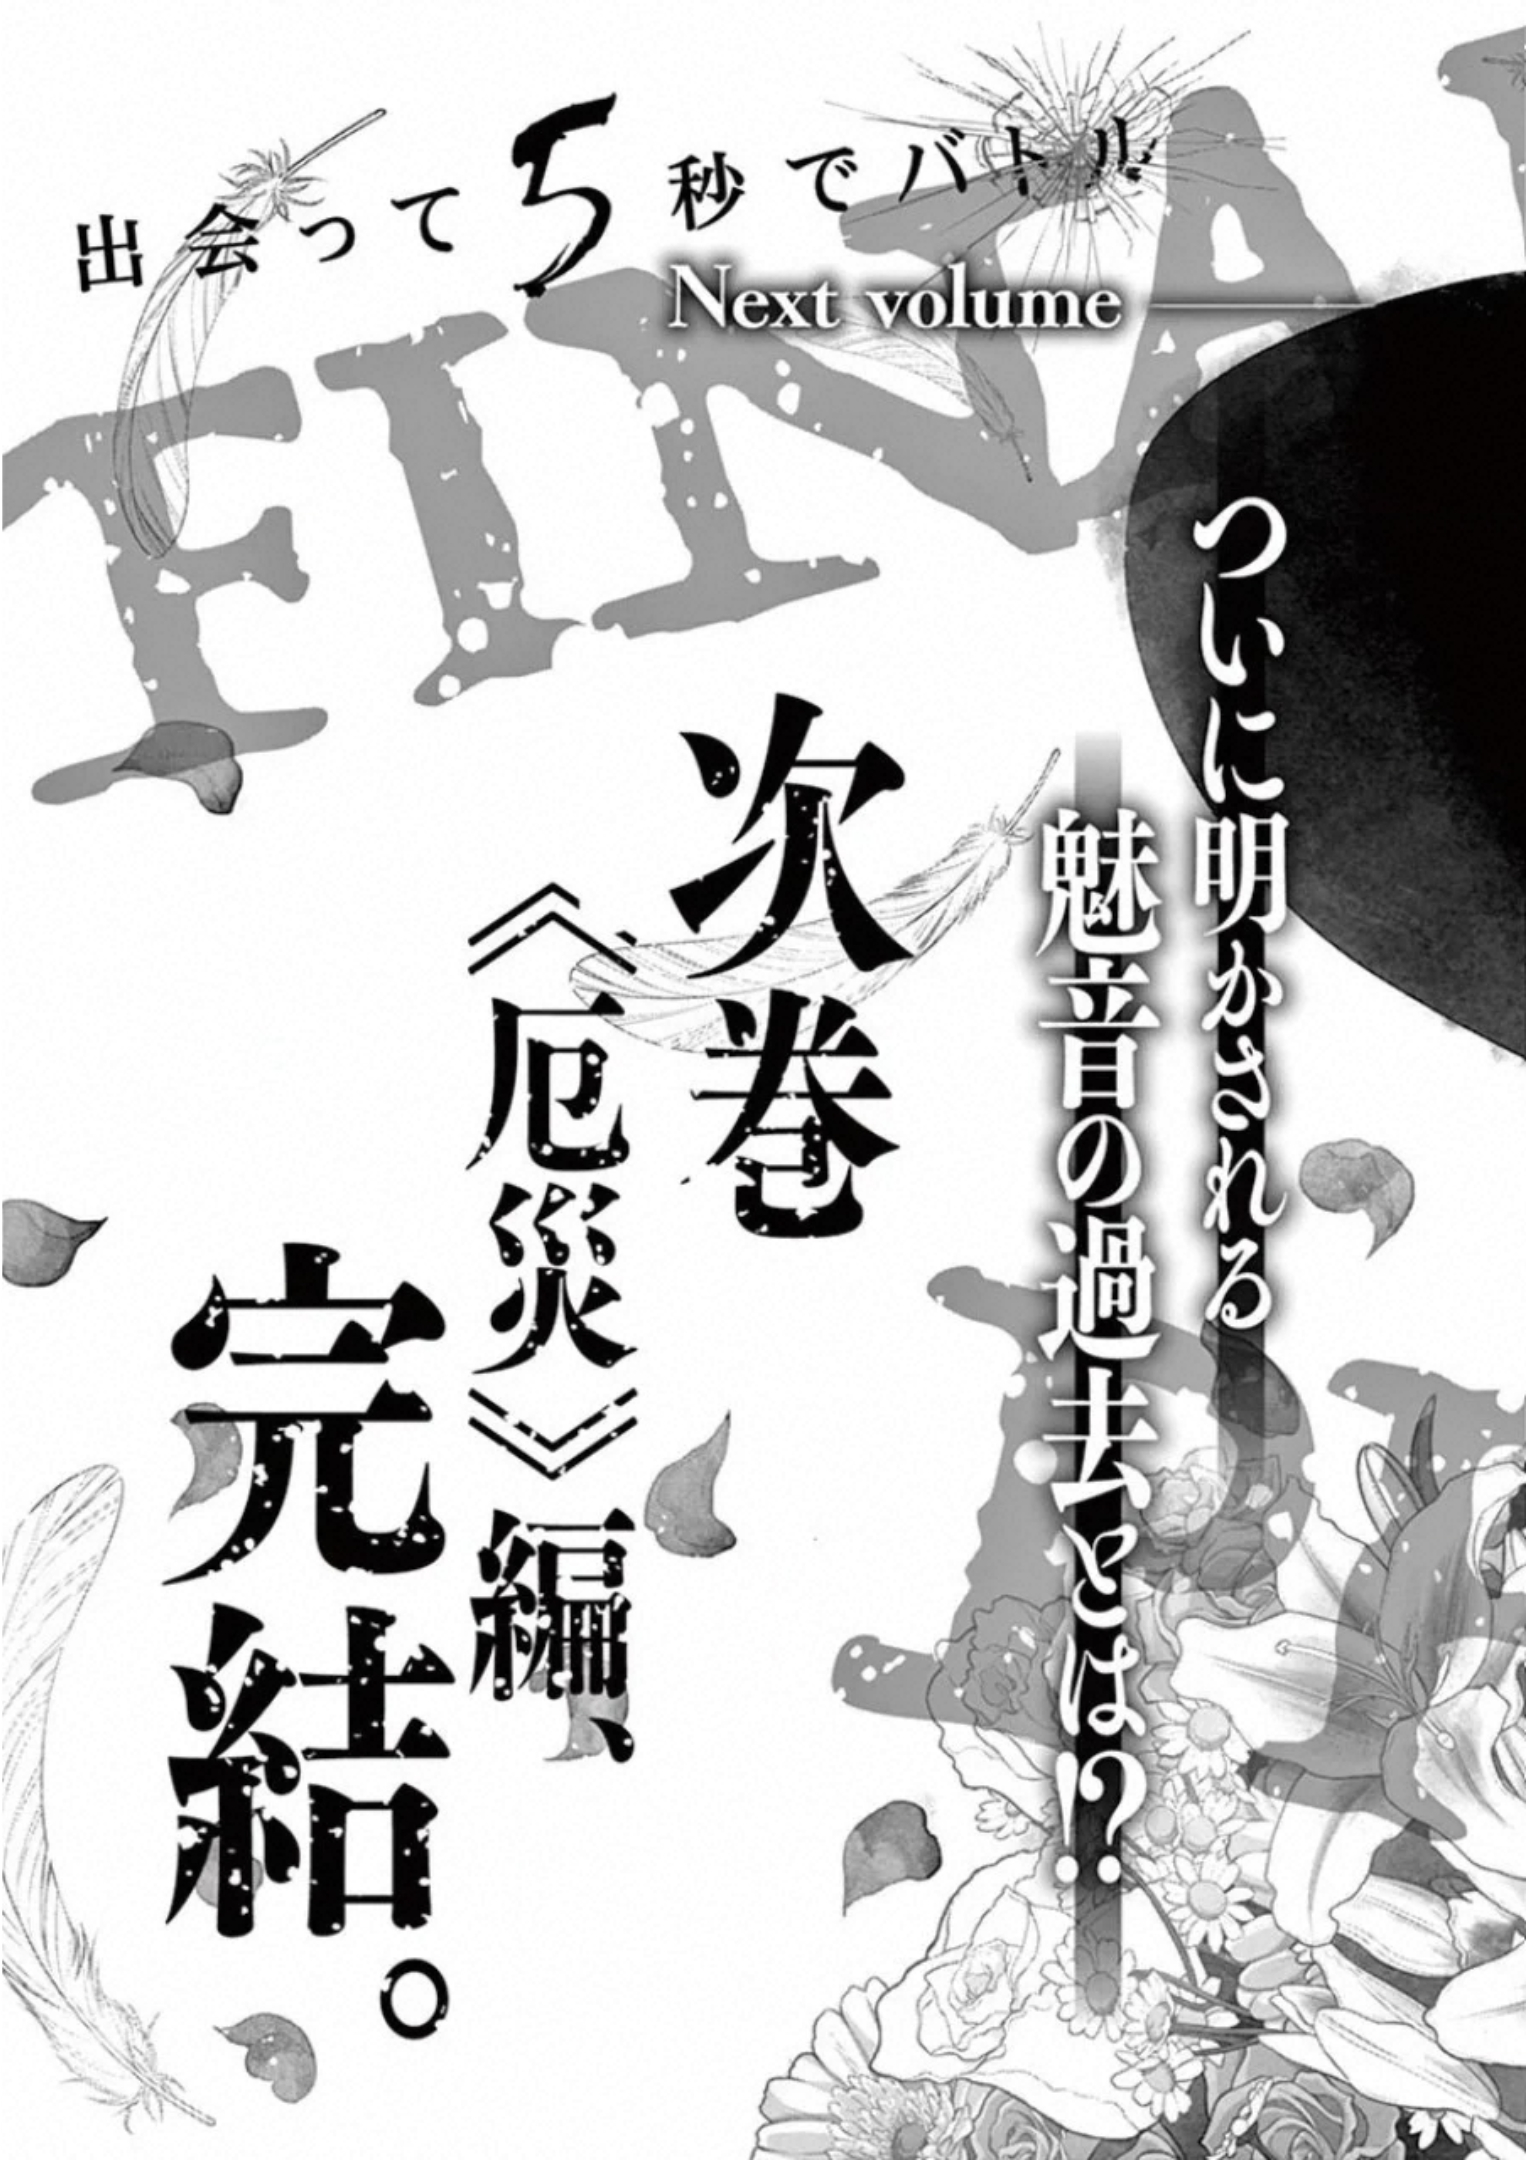 出会って5秒でバトル
Next volume
FINAL
ついに明かされる
魅音の過去とは!?
次巻
《厄災》編、
完結。